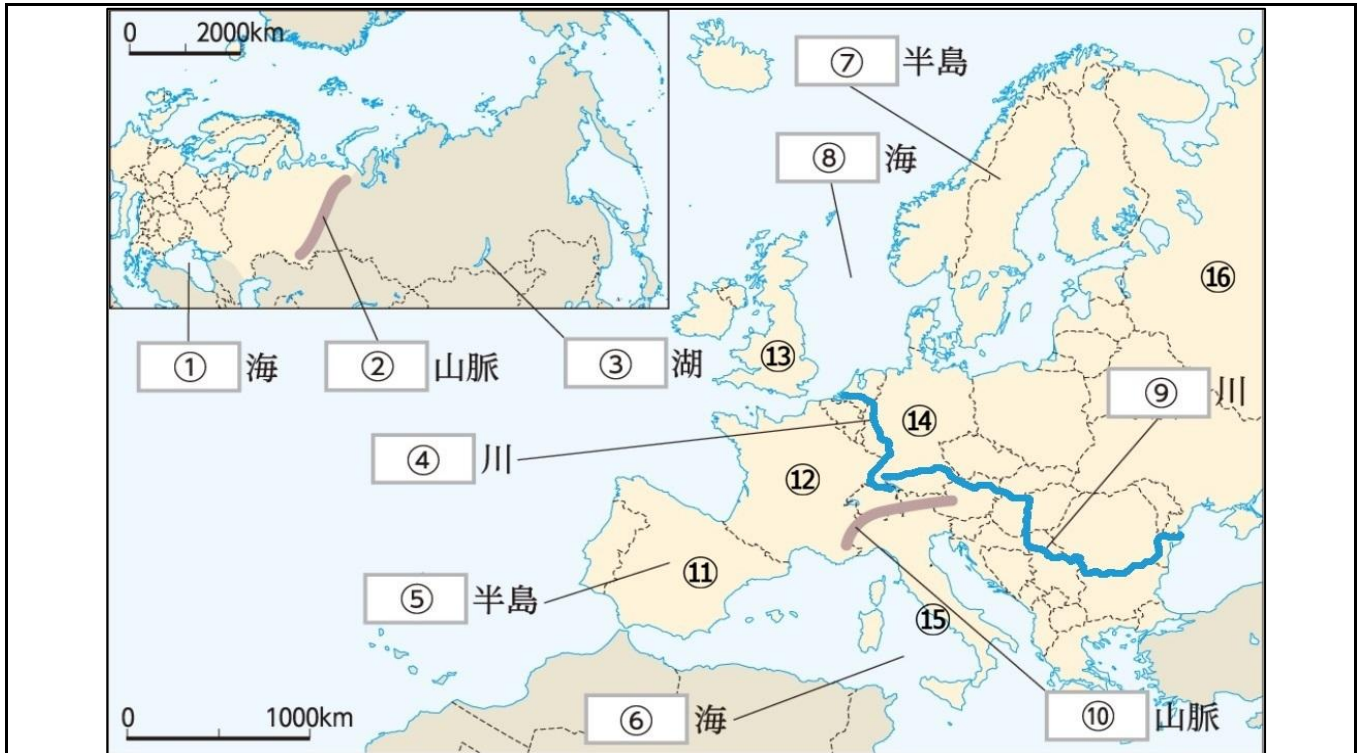 0 2000km
⑦ 半島
⑧ 海
⑯
① 海
② 山脈
③ 湖
⑬
⑨ 川
④ 川
⑭
⑫
⑤ 半島
⑪
⑮
⑥ 海
⑩ 山脈
0 1000km